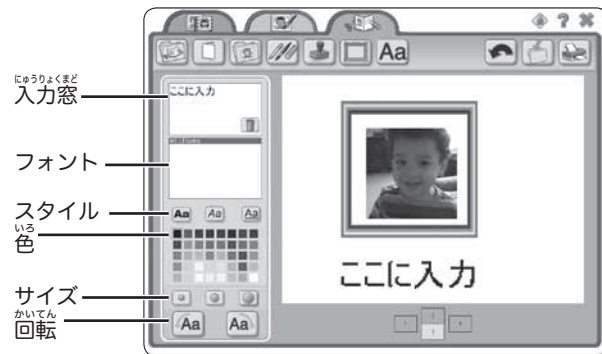 にゅうりょくまど
入力窓
フォント
スタイル
いろ
色
サイズ
かいてん
回転
Aa
ここに入力
Aa Aa Aa
Aa Aa
ここに入力